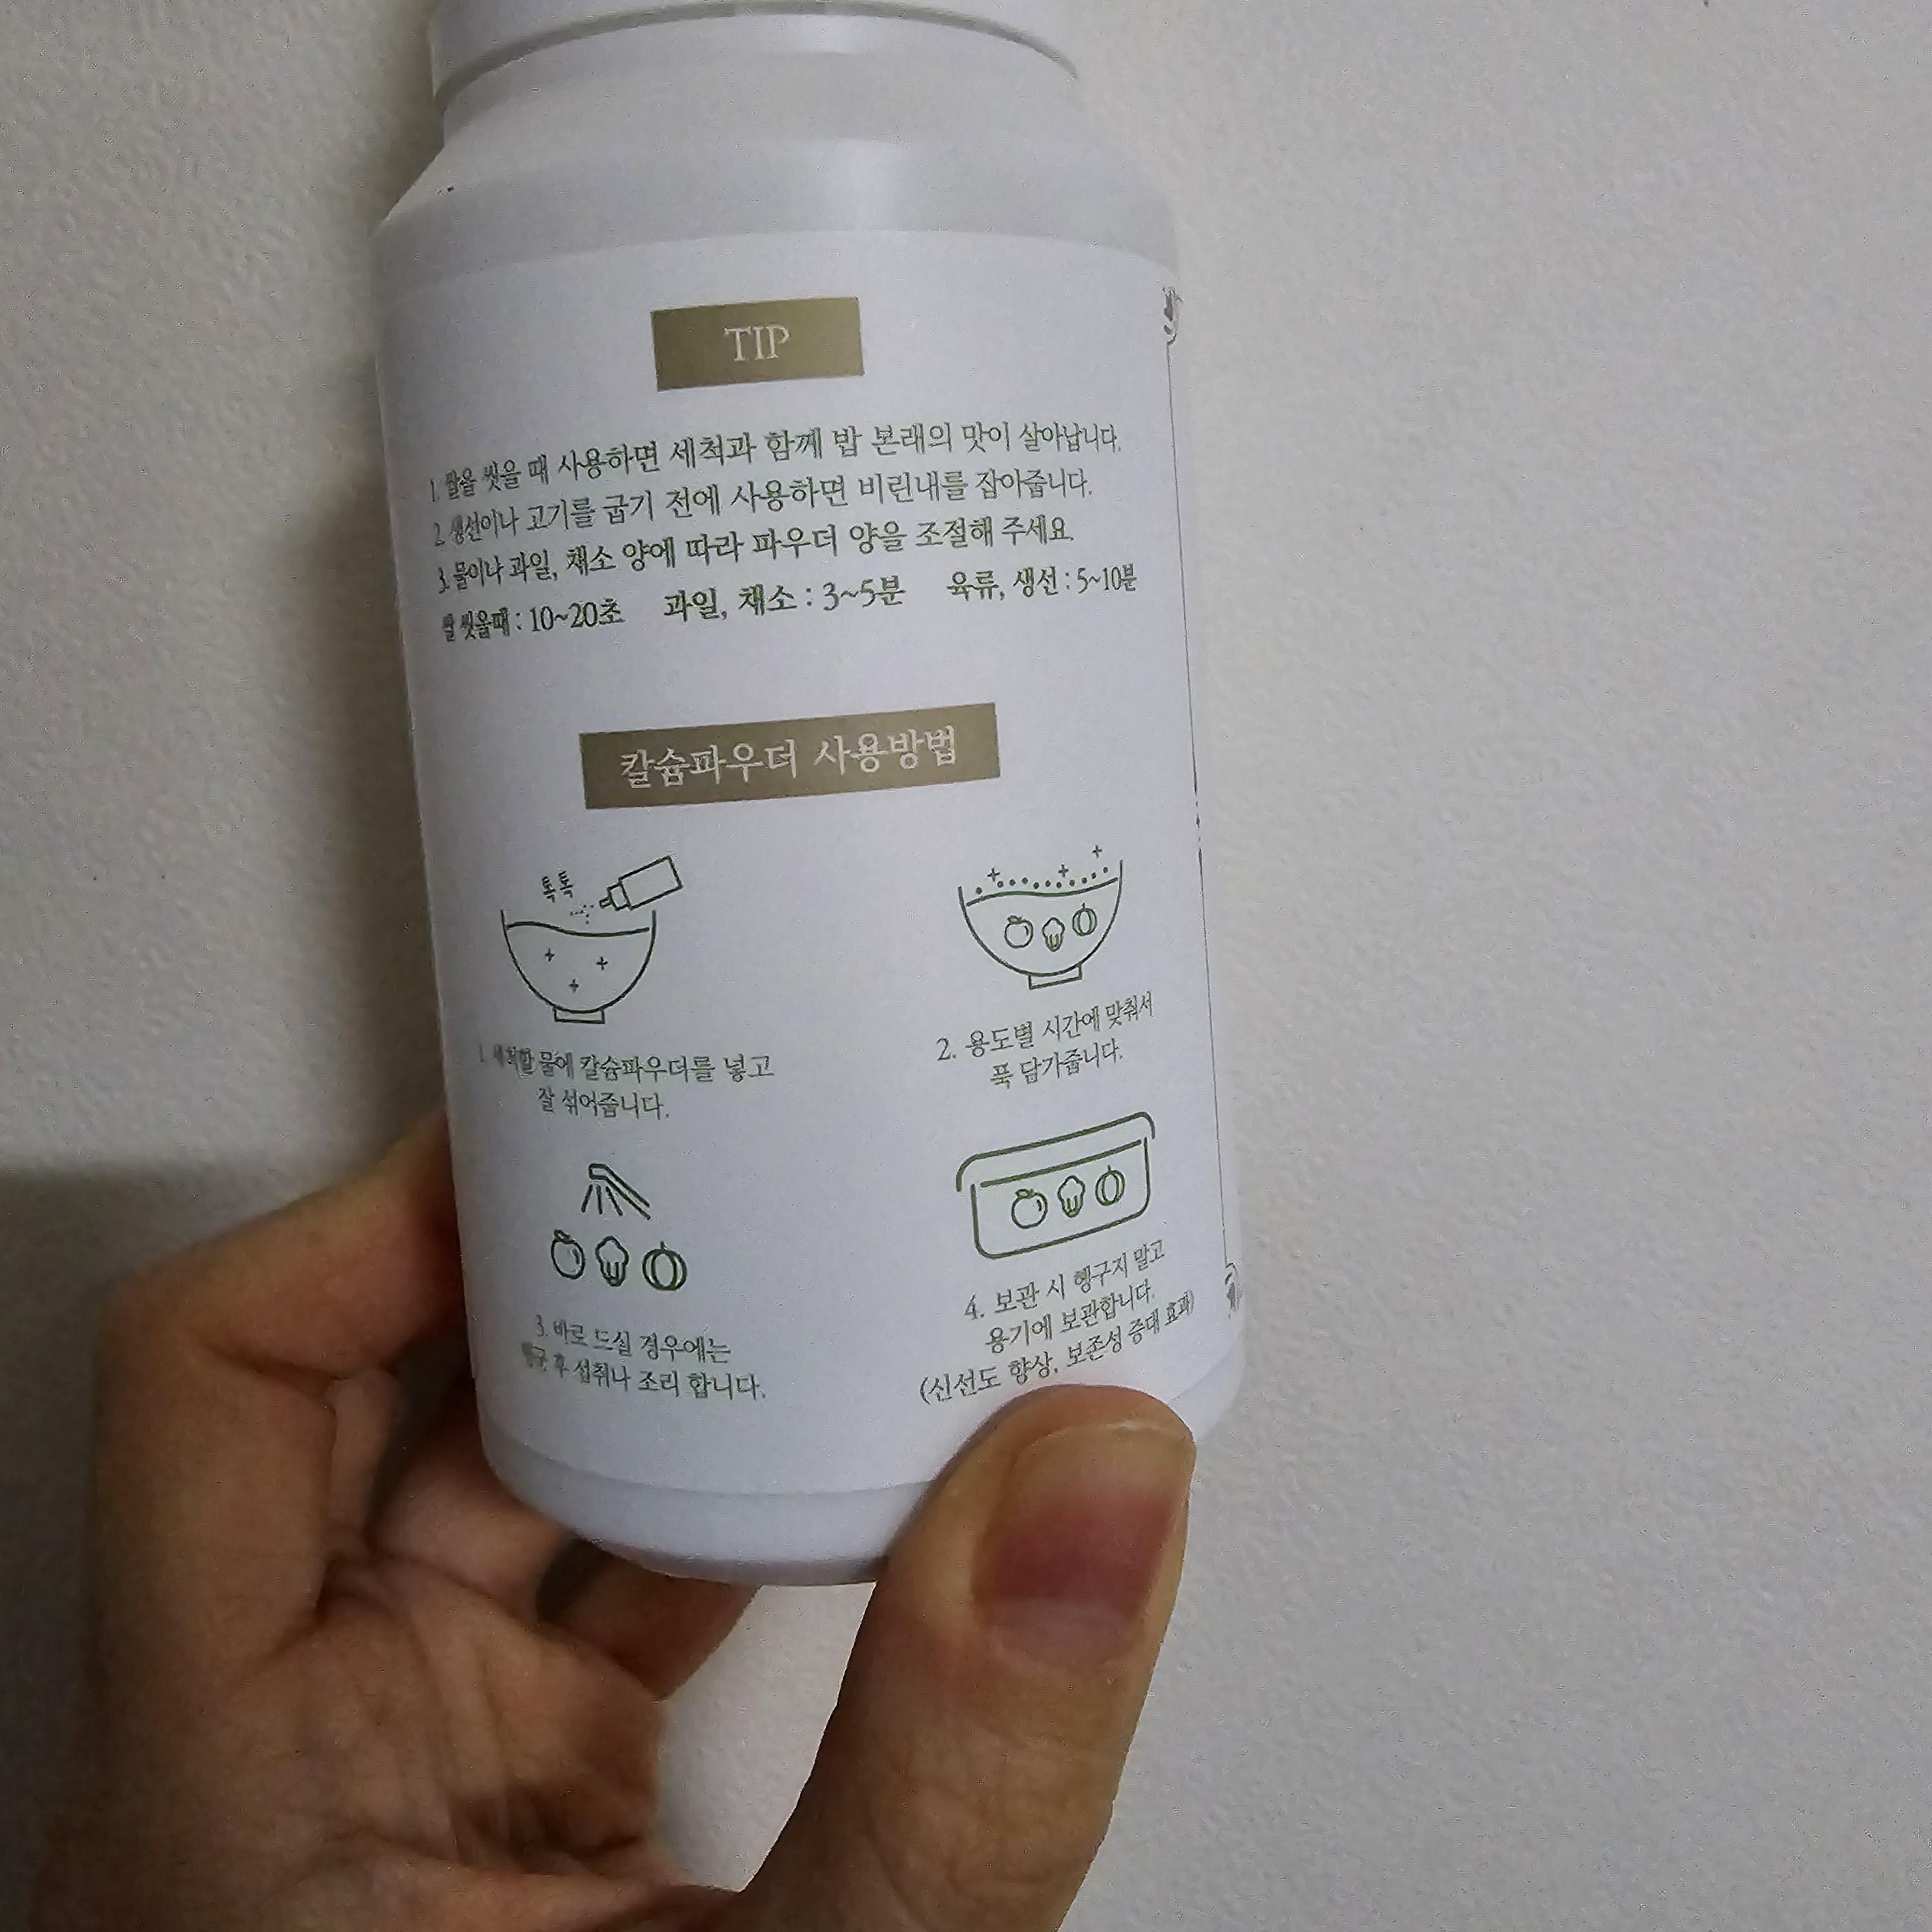 TIP
1. 쌀을 씻을 때 사용하면 세척과 함께 밥 본래의 맛이 살아납니다.
2. 생선이나 고기를 굽기 전에 사용하면 비린내를 잡아줍니다.
3. 물이나 과일, 채소 양에 따라 파우더 양을 조절해 주세요.
쌀 씻을때 : 10~20초 과일, 채소 : 3~5분 육류, 생선 : 5~10분
칼슘파우더 사용방법
톡톡
1. 세척할 물에 칼슘파우더를 넣고
잘 섞어줍니다.
2. 용도별 시간에 맞춰서
푹 담가줍니다.
3. 바로 드실 경우에는
헹군 후 섭취나 조리 합니다.
4. 보관 시 헹구지 말고
용기에 보관합니다.
(신선도 향상, 보존성 증대 효과)